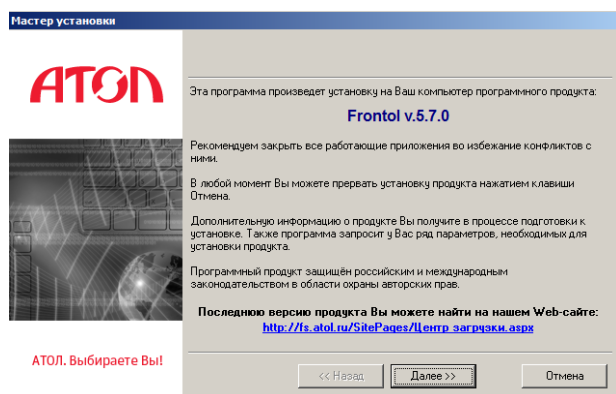 Мастер установки
АТОЛ
Эта программа произведет установку на Ваш компьютер программного продукта:
Frontol v.5.7.0
Рекомендуем закрыть все работающие приложения во избежание конфликтов с
ними.
В любой момент Вы можете прервать установку продукта нажатием клавиши
Отмена.
Дополнительную информацию о продукте Вы получите в процессе подготовки к
установке. Также программа запросит у Вас ряд параметров, необходимых для
установки продукта.
Программный продукт защищён российским и международным
законодательством в области охраны авторских прав.
Последнюю версию продукта Вы можете найти на нашем Web-сайте:
http://fs.atol.ru/SitePages/Центр загрузки.aspx
АТОЛ. Выбираете Вы!
<< Назад
Далее >>
Отмена